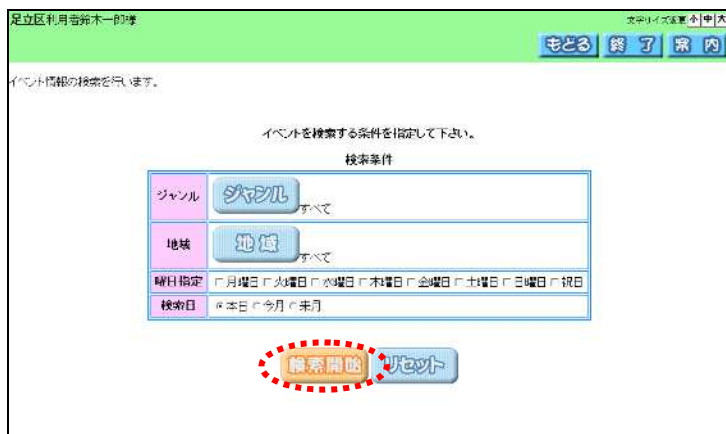 足立区利用者鈴木一郎様
文字サイズ変更 小 中 大
もどる 終了 案内
イベント情報の検索を行います。
イベントを検索する条件を指定して下さい。
検索条件
ジャンル ジャンル すべて
地域 地域 すべて
曜日指定 月曜日 火曜日 水曜日 木曜日 金曜日 土曜日 日曜日 祝日
検索日 本日 今月 来月
検索開始 リセット